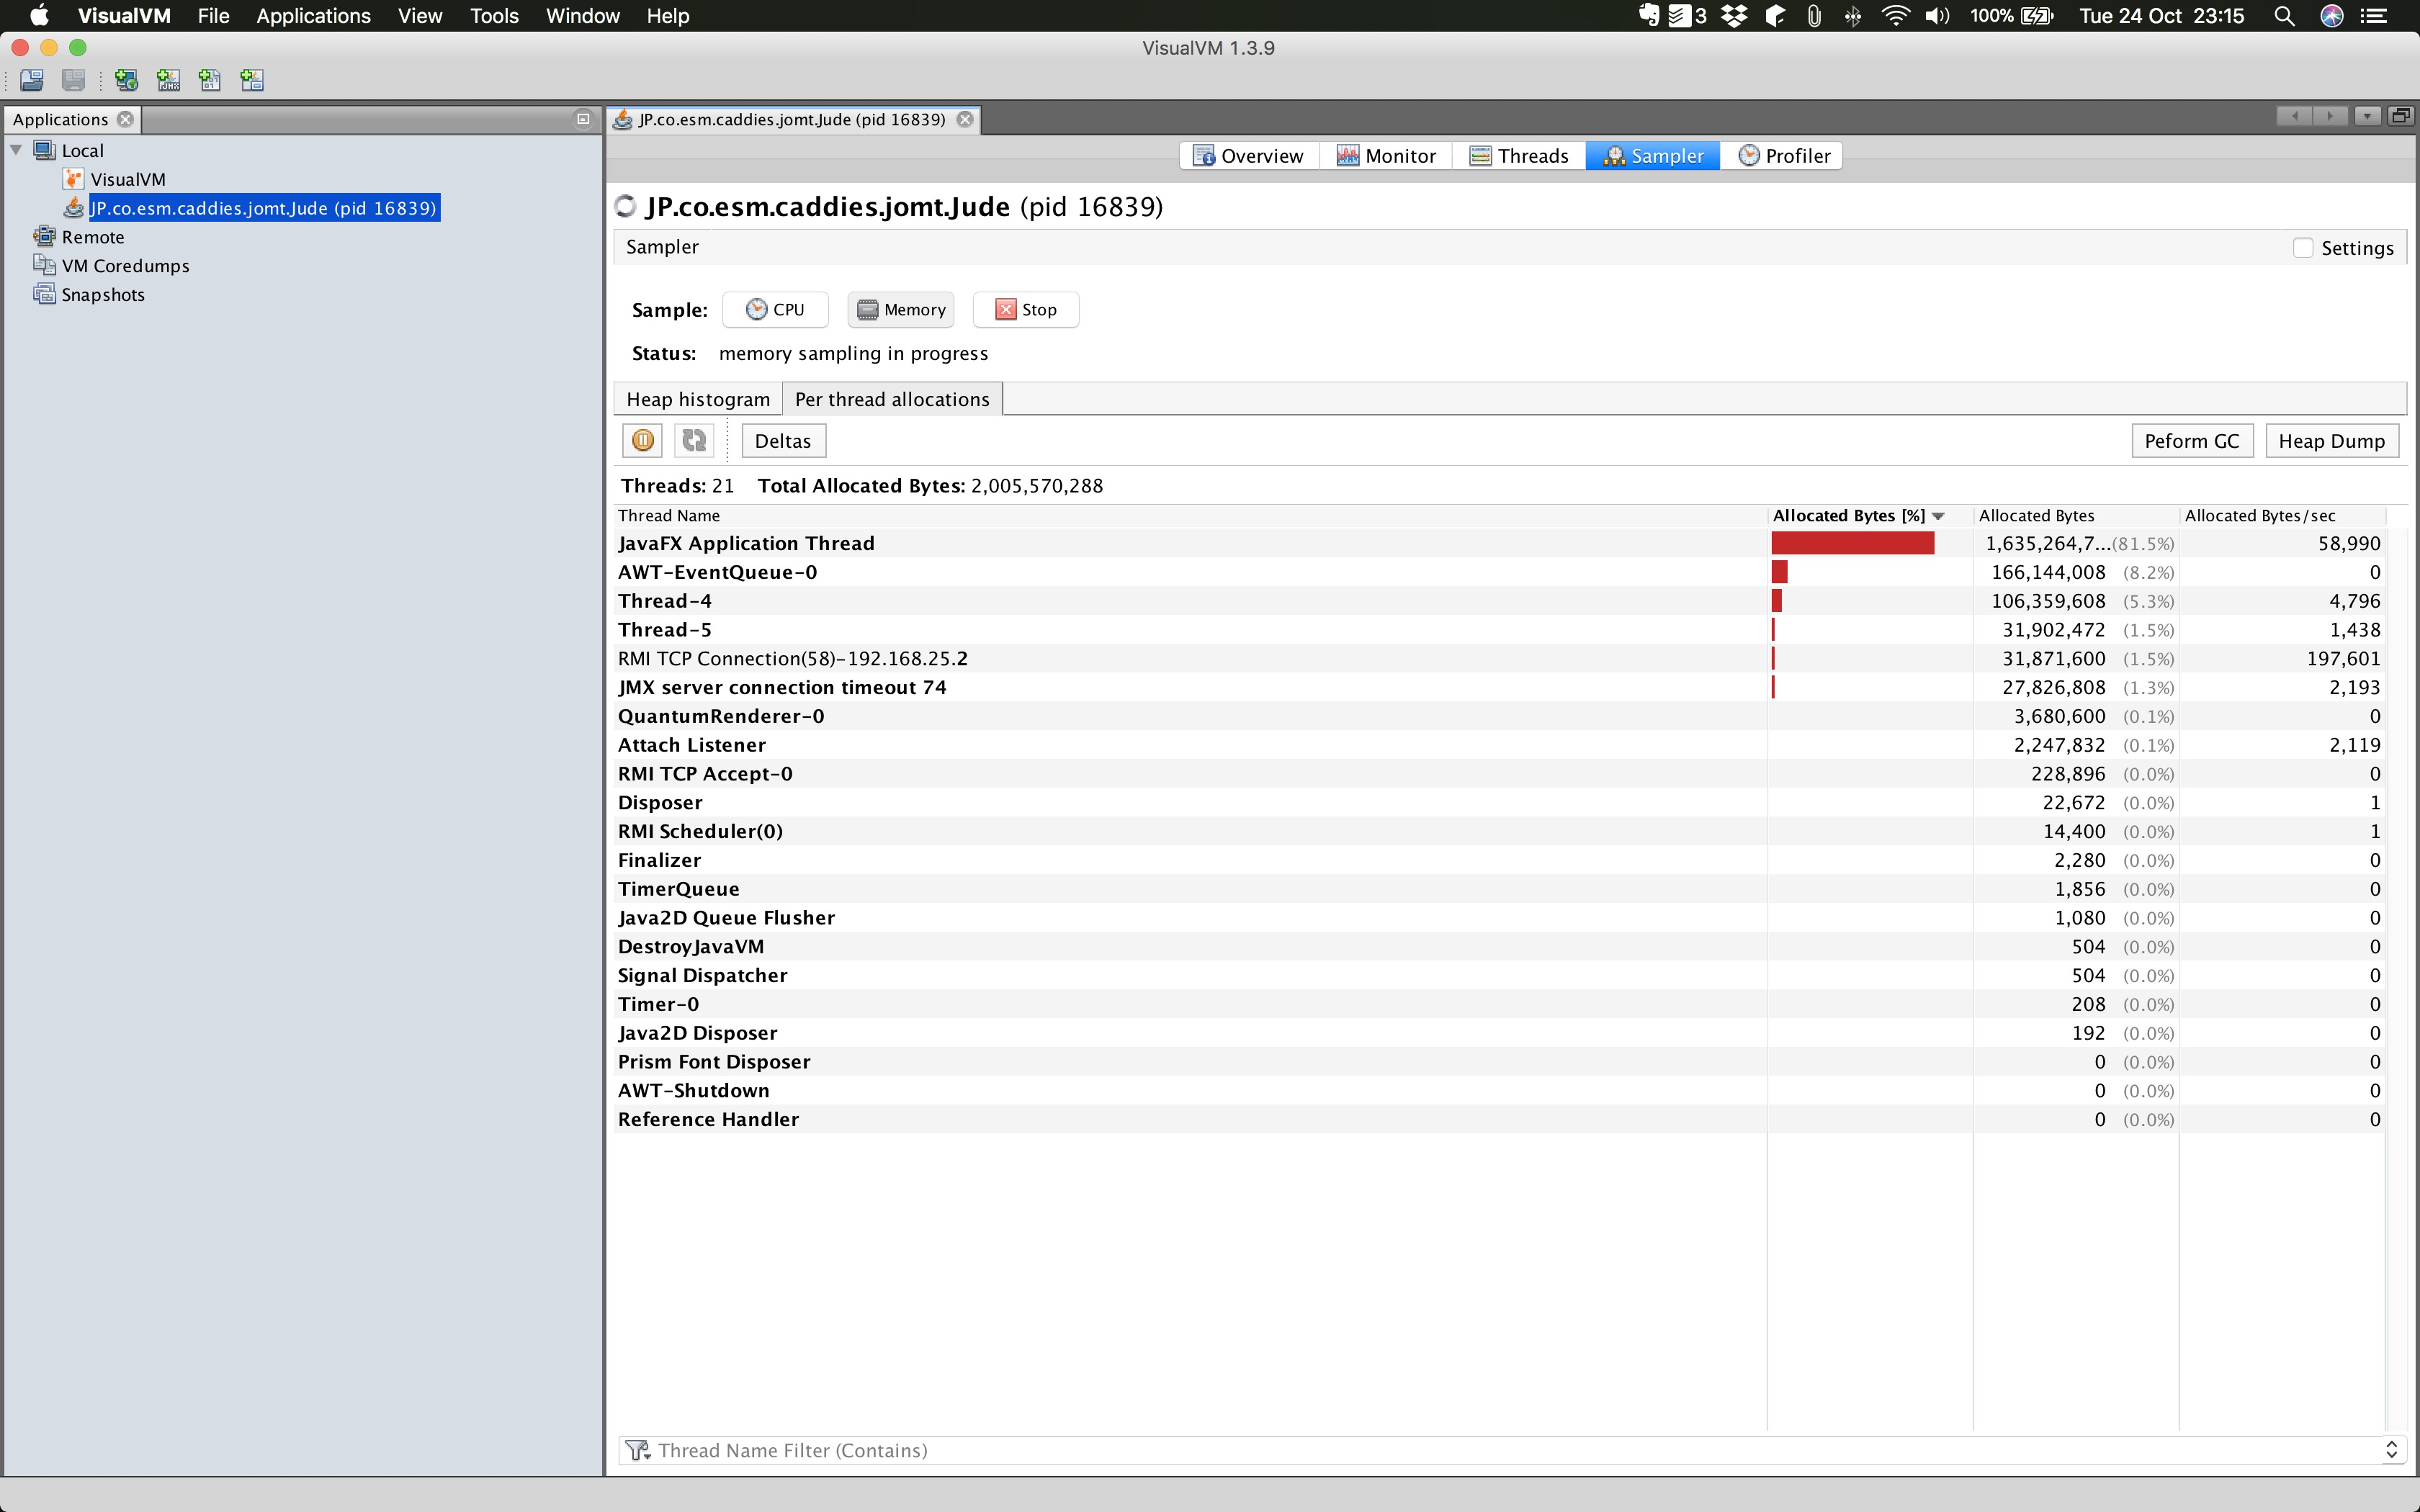 VisualVM File Applications View Tools Window Help 3 100% Tue 24 Oct 23:15
VisualVM 1.3.9
Applications
JP.co.esm.caddies.jomt.Jude (pid 16839)
Local
VisualVM
JP.co.esm.caddies.jomt.Jude (pid 16839)
Remote
VM Coredumps
Snapshots
Overview Monitor Threads Sampler Profiler
JP.co.esm.caddies.jomt.Jude (pid 16839)
Sampler Settings
Sample: CPU Memory Stop
Status: memory sampling in progress
Heap histogram Per thread allocations
Deltas Peform GC Heap Dump
Threads: 21 Total Allocated Bytes: 2,005,570,288
Thread Name Allocated Bytes [%] Allocated Bytes Allocated Bytes/sec
JavaFX Application Thread 1,635,264,7...(81.5%) 58,990
AWT-EventQueue-0 166,144,008 (8.2%) 0
Thread-4 106,359,608 (5.3%) 4,796
Thread-5 31,902,472 (1.5%) 1,438
RMI TCP Connection(58)-192.168.25.2 31,871,600 (1.5%) 197,601
JMX server connection timeout 74 27,826,808 (1.3%) 2,193
QuantumRenderer-0 3,680,600 (0.1%) 0
Attach Listener 2,247,832 (0.1%) 2,119
RMI TCP Accept-0 228,896 (0.0%) 0
Disposer 22,672 (0.0%) 1
RMI Scheduler(0) 14,400 (0.0%) 1
Finalizer 2,280 (0.0%) 0
TimerQueue 1,856 (0.0%) 0
Java2D Queue Flusher 1,080 (0.0%) 0
DestroyJavaVM 504 (0.0%) 0
Signal Dispatcher 504 (0.0%) 0
Timer-0 208 (0.0%) 0
Java2D Disposer 192 (0.0%) 0
Prism Font Disposer 0 (0.0%) 0
AWT-Shutdown 0 (0.0%) 0
Reference Handler 0 (0.0%) 0
Thread Name Filter (Contains)